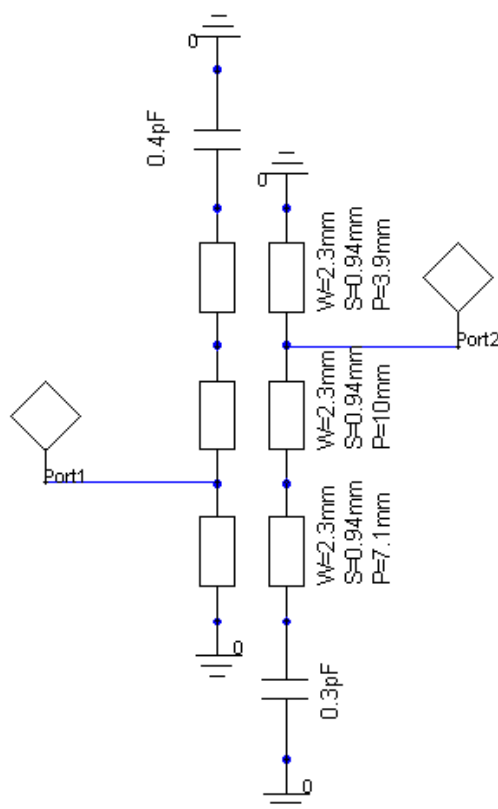 0
0.4pF
0
W=2.3mm
S=0.94mm
P=3.9mm
Port2
W=2.3mm
S=0.94mm
P=10mm
Port1
W=2.3mm
S=0.94mm
P=7.1mm
0
0.3pF
0